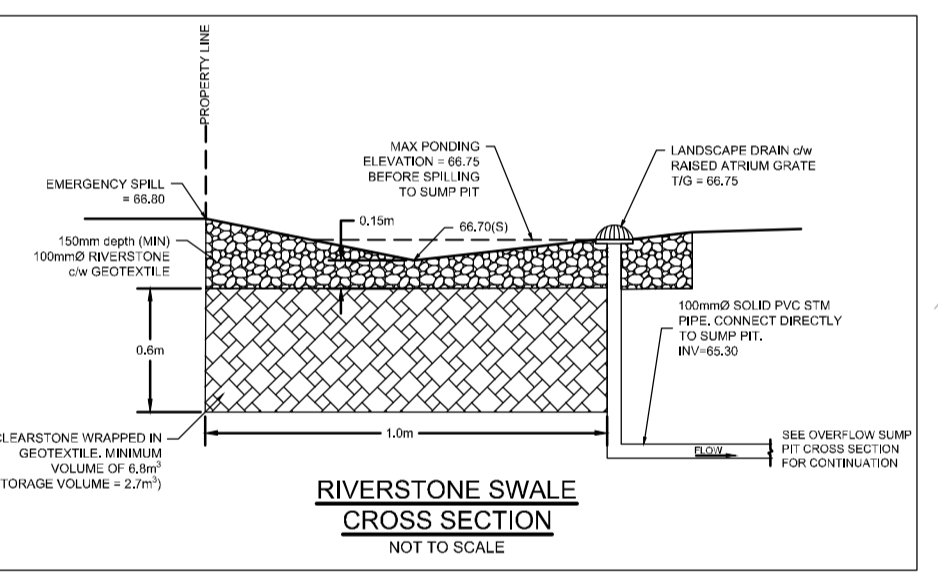 PROPERTY LINE
EMERGENCY SPILL
= 66.80
MAX PONDING
ELEVATION = 66.75
BEFORE SPILLING
TO SUMP PIT
LANDSCAPE DRAIN c/w
RAISED ATRIUM GRATE
T/G = 66.75
0.15m
66.70(S)
150mm depth (MIN)
100mmØ RIVERSTONE
c/w GEOTEXTILE
0.6m
100mmØ SOLID PVC STM
PIPE. CONNECT DIRECTLY
TO SUMP PIT.
INV=65.30
1.0m
CLEARSTONE WRAPPED IN
GEOTEXTILE. MINIMUM
VOLUME OF 6.8m³
TORAGE VOLUME = 2.7m³)
FLOW
SEE OVERFLOW SUMP
PIT CROSS SECTION
FOR CONTINUATION
RIVERSTONE SWALE
CROSS SECTION
NOT TO SCALE